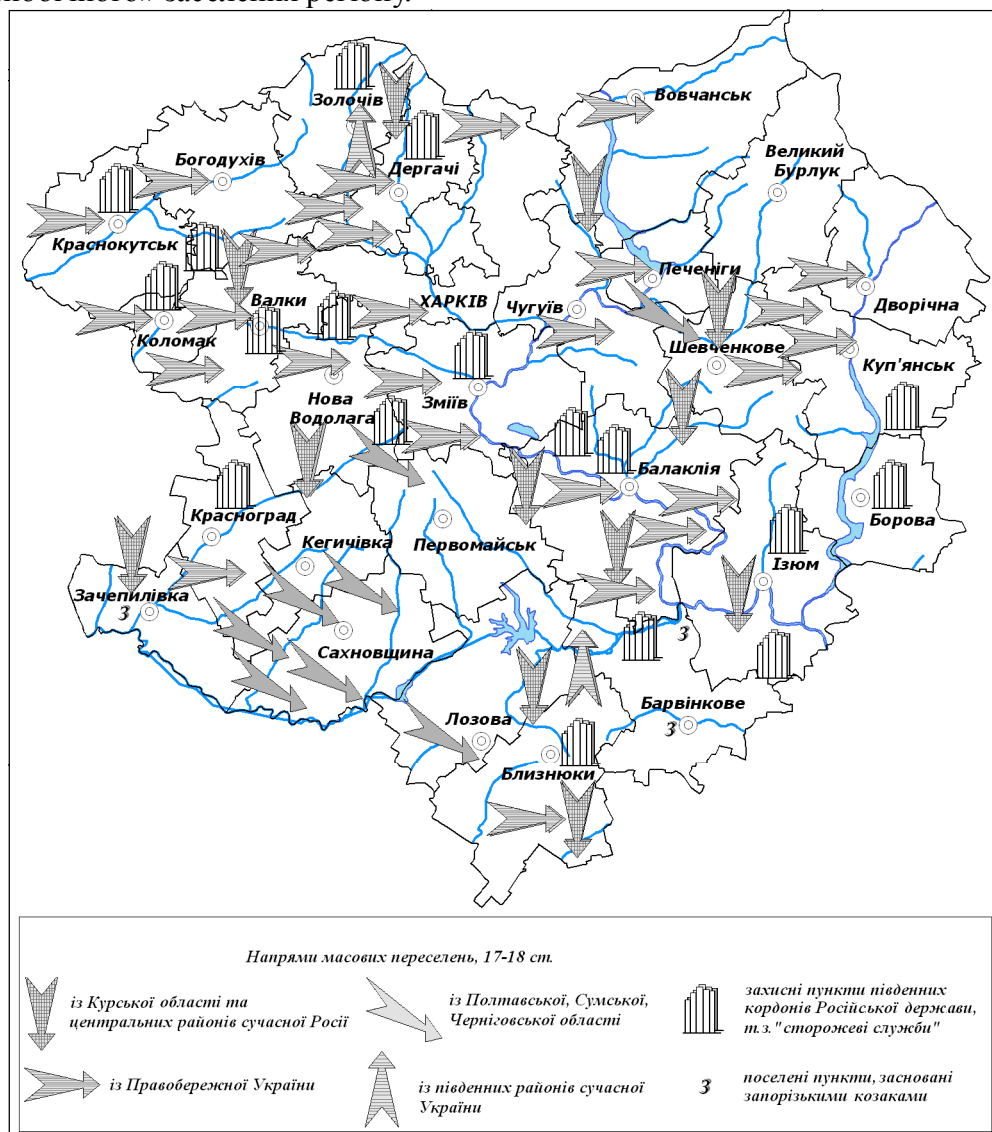 заселення регіону.
Золочів
Вовчанськ
Богодухів
Дергачі
Великий
Бурлук
Краснокутськ
Печеніги
Валки
ХАРКІВ
Чугуїв
Дворічна
Коломак
Шевченкове
Куп'янськ
Нова
Водолага
Зміїв
Балаклія
Красноград
Борова
Кегичівка
Первомайськ
Ізюм
Зачепилівка
З
З
Сахновщина
Барвінкове
З
Лозова
Близнюки
Напрями масових переселень, 17-18 ст.
із Курської області та
центральних районів сучасної Росії
із Полтавської, Сумської,
Чернігівської області
захисні пункти південних
кордонів Російської держави,
т.з. "сторожеві служби"
із Правобережної України
із південних районів сучасної
України
З
поселені пункти, засновані
запорізькими козаками